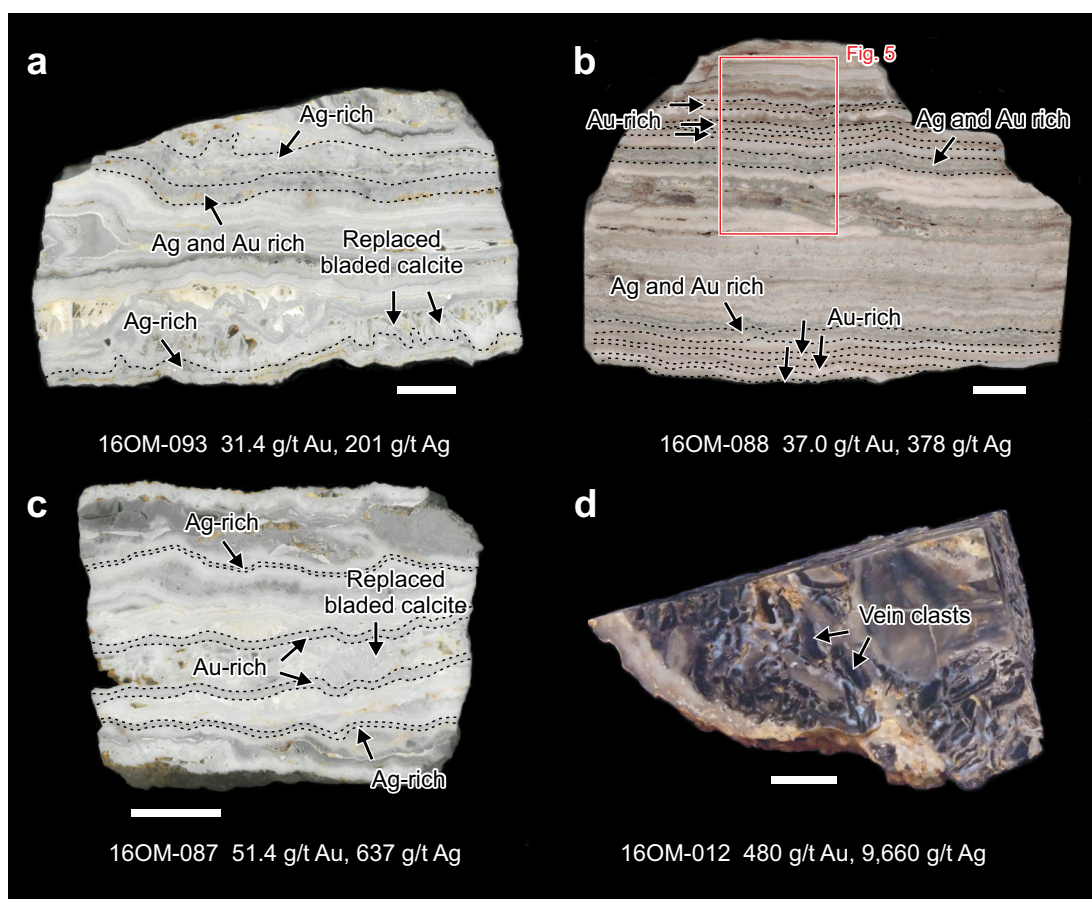 a
Ag-rich
Ag and Au rich
Replaced
bladed calcite
Ag-rich
16OM-093 31.4 g/t Au, 201 g/t Ag
b
Fig. 5
Au-rich
Ag and Au rich
Ag and Au rich
Au-rich
16OM-088 37.0 g/t Au, 378 g/t Ag
c
Ag-rich
Replaced
bladed calcite
Au-rich
Ag-rich
16OM-087 51.4 g/t Au, 637 g/t Ag
d
Vein clasts
16OM-012 480 g/t Au, 9,660 g/t Ag